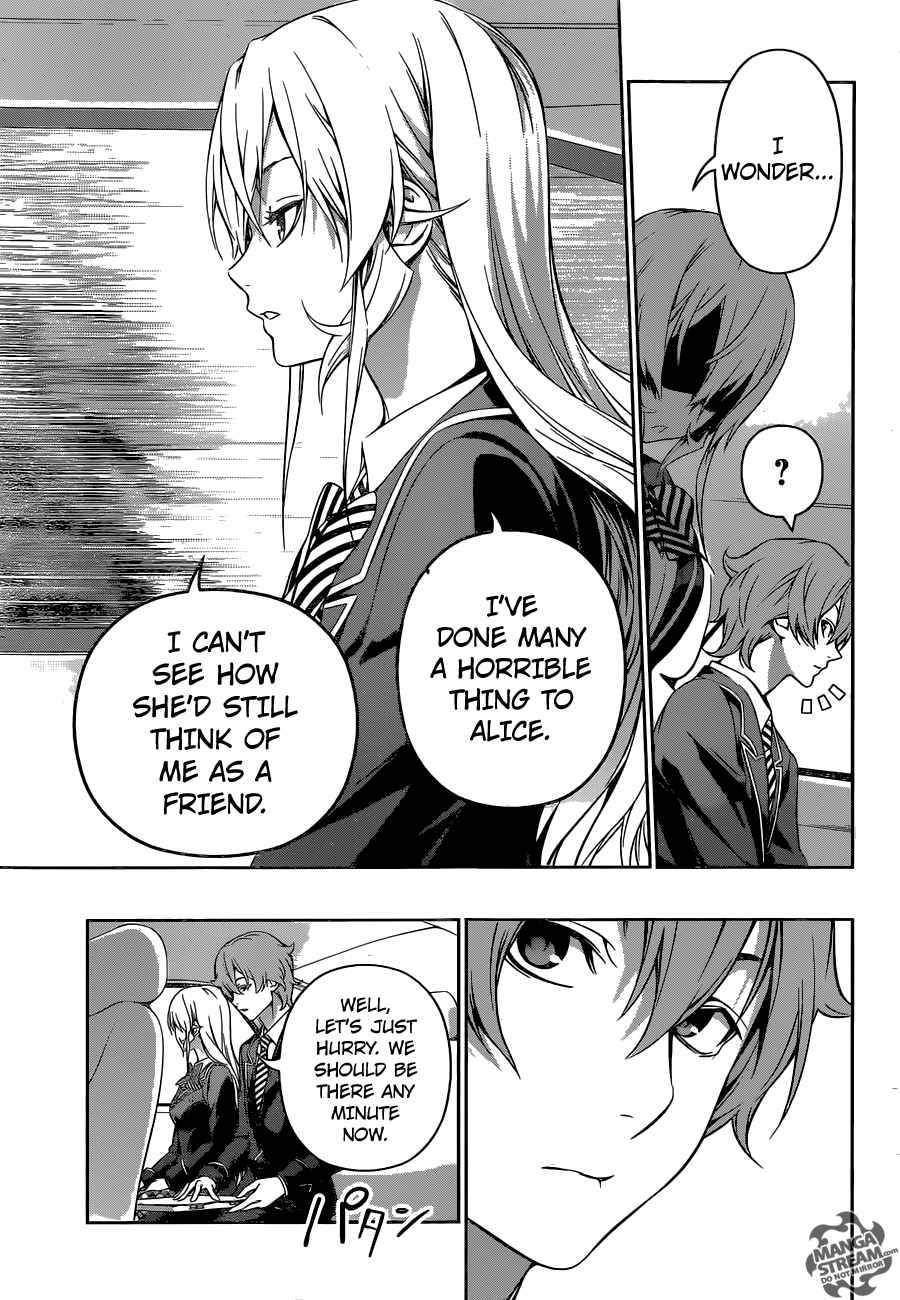 I
WONDER...
?
I'VE
DONE MANY
A HORRIBLE
THING TO
ALICE.
I CAN'T
SEE HOW
SHE'D STILL
THINK OF
ME AS A
FRIEND.
WELL,
LET'S JUST
HURRY. WE
SHOULD BE
THERE ANY
MINUTE
NOW.
パタン
MANGA
STREAM.com
DO NOT MIRROR